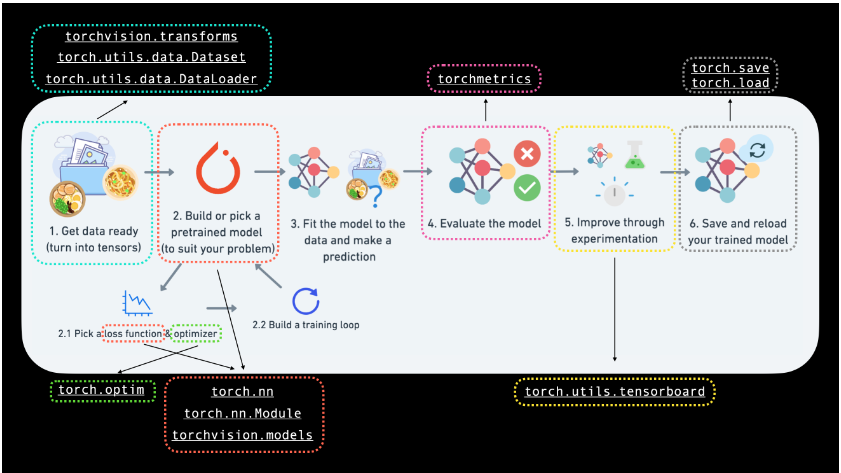 torchvision.transforms
torch.utils.data.Dataset
torch.utils.data.DataLoader
torchmetrics
torch.save
torch.load
1. Get data ready
(turn into tensors)
2. Build or pick a
pretrained model
(to suit your problem)
3. Fit the model to the
data and make a
prediction
?
4. Evaluate the model
5. Improve through
experimentation
6. Save and reload
your trained model
2.1 Pick a loss function & optimizer
2.2 Build a training loop
torch.optim
torch.nn
torch.nn.Module
torchvision.models
torch.utils.tensorboard